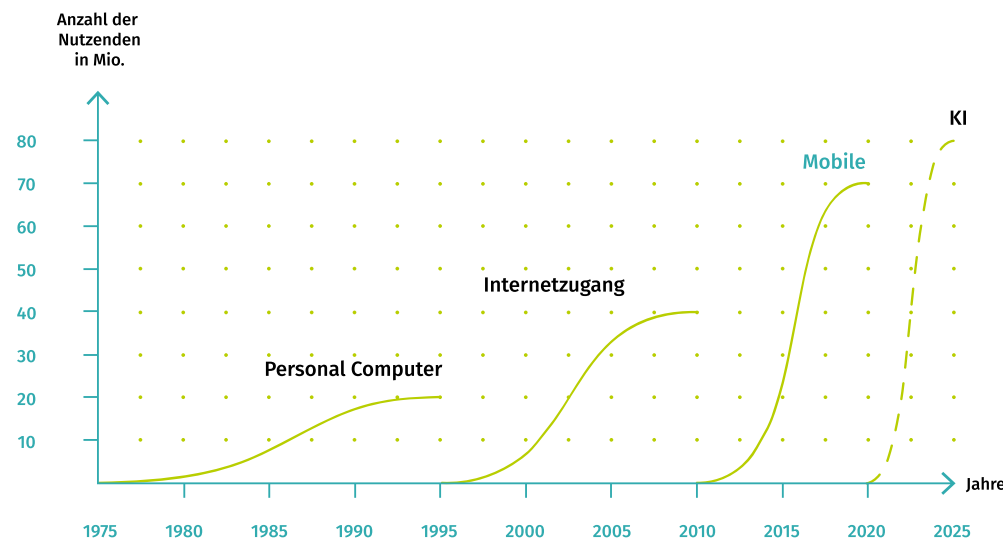 Anzahl der
Nutzenden
in Mio.
KI
80
Mobile
70
60
50
Internetzugang
40
30
Personal Computer
20
10
Jahre
1975 1980 1985 1990 1995 2000 2005 2010 2015 2020 2025